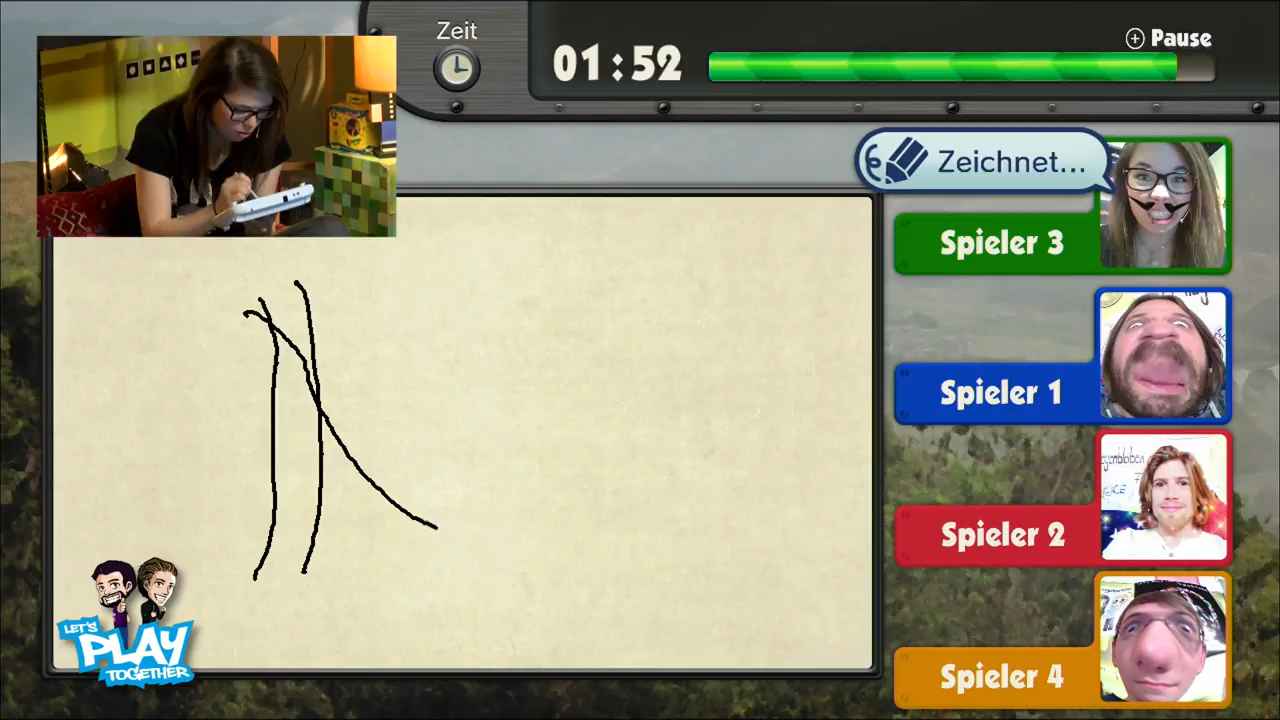 Zeit
01:52
Pause
Zeichnet...
Spieler 3
Spieler 1
Spieler 2
Spieler 4
LET'S
PLAY
TOGETHER